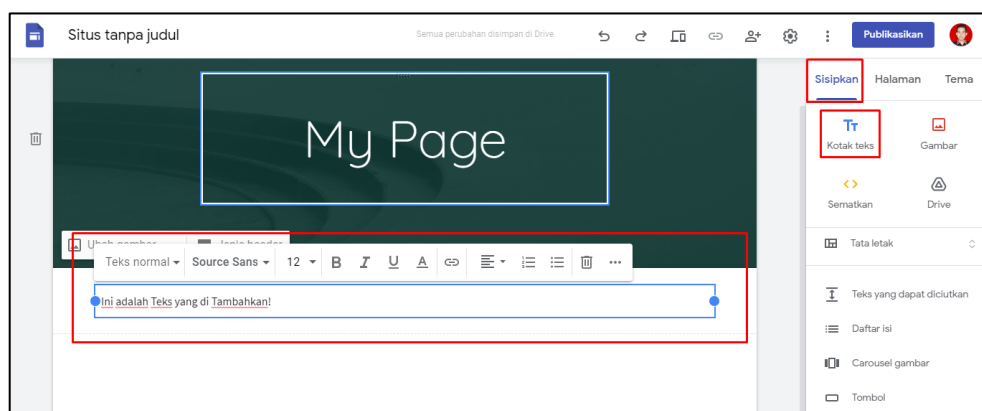 Situs tanpa judul
Semua perubahan disimpan di Drive
Publikasikan
Sisipkan Halaman Tema
My Page
Kotak teks Gambar
Sematkan Drive
Ubah gambar Jenis header
Teks normal Source Sans 12 B I U A
Tata letak
Ini adalah Teks yang di Tambahkan!
Teks yang dapat diciutkan
Daftar isi
Carousel gambar
Tombol